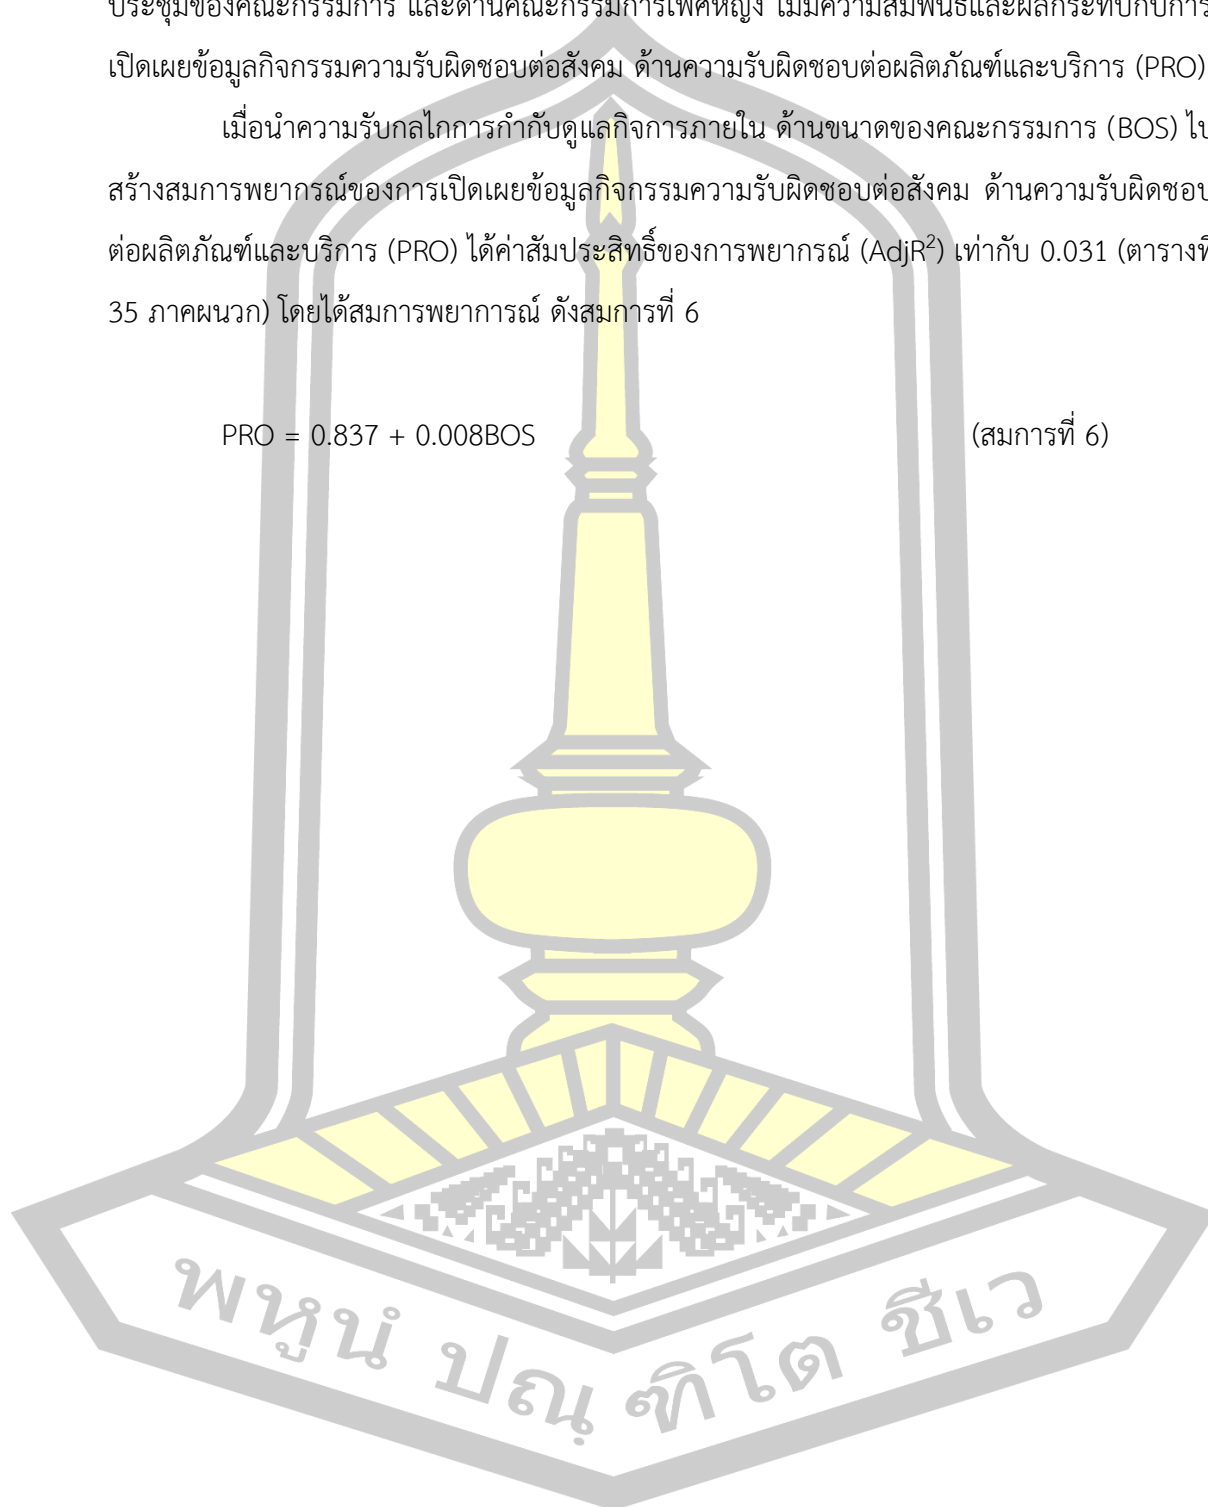 ประชุมของคณะกรรมการ และด้านคณะกรรมการเพศหญิง ไม่มีความสัมพันธ์และผลกระทบกับการ
เปิดเผยข้อมูลกิจกรรมความรับผิดชอบต่อสังคม ด้านความรับผิดชอบต่อผลิตภัณฑ์และบริการ (PRO)
เมื่อนำความรับกลไกการกำกับดูแลกิจการภายใน ด้านขนาดของคณะกรรมการ (BOS) ไป
สร้างสมการพยากรณ์ของการเปิดเผยข้อมูลกิจกรรมความรับผิดชอบต่อสังคม ด้านความรับผิดชอบ
ต่อผลิตภัณฑ์และบริการ (PRO) ได้ค่าสัมประสิทธิ์ของการพยากรณ์ (AdjR²) เท่ากับ 0.031 (ตารางที่
35 ภาคผนวก) โดยได้สมการพยาการณ์ ดังสมการที่ 6
PRO = 0.837 + 0.008BOS (สมการที่ 6)
พหูนํ ปณฺฑิโต ชีเว